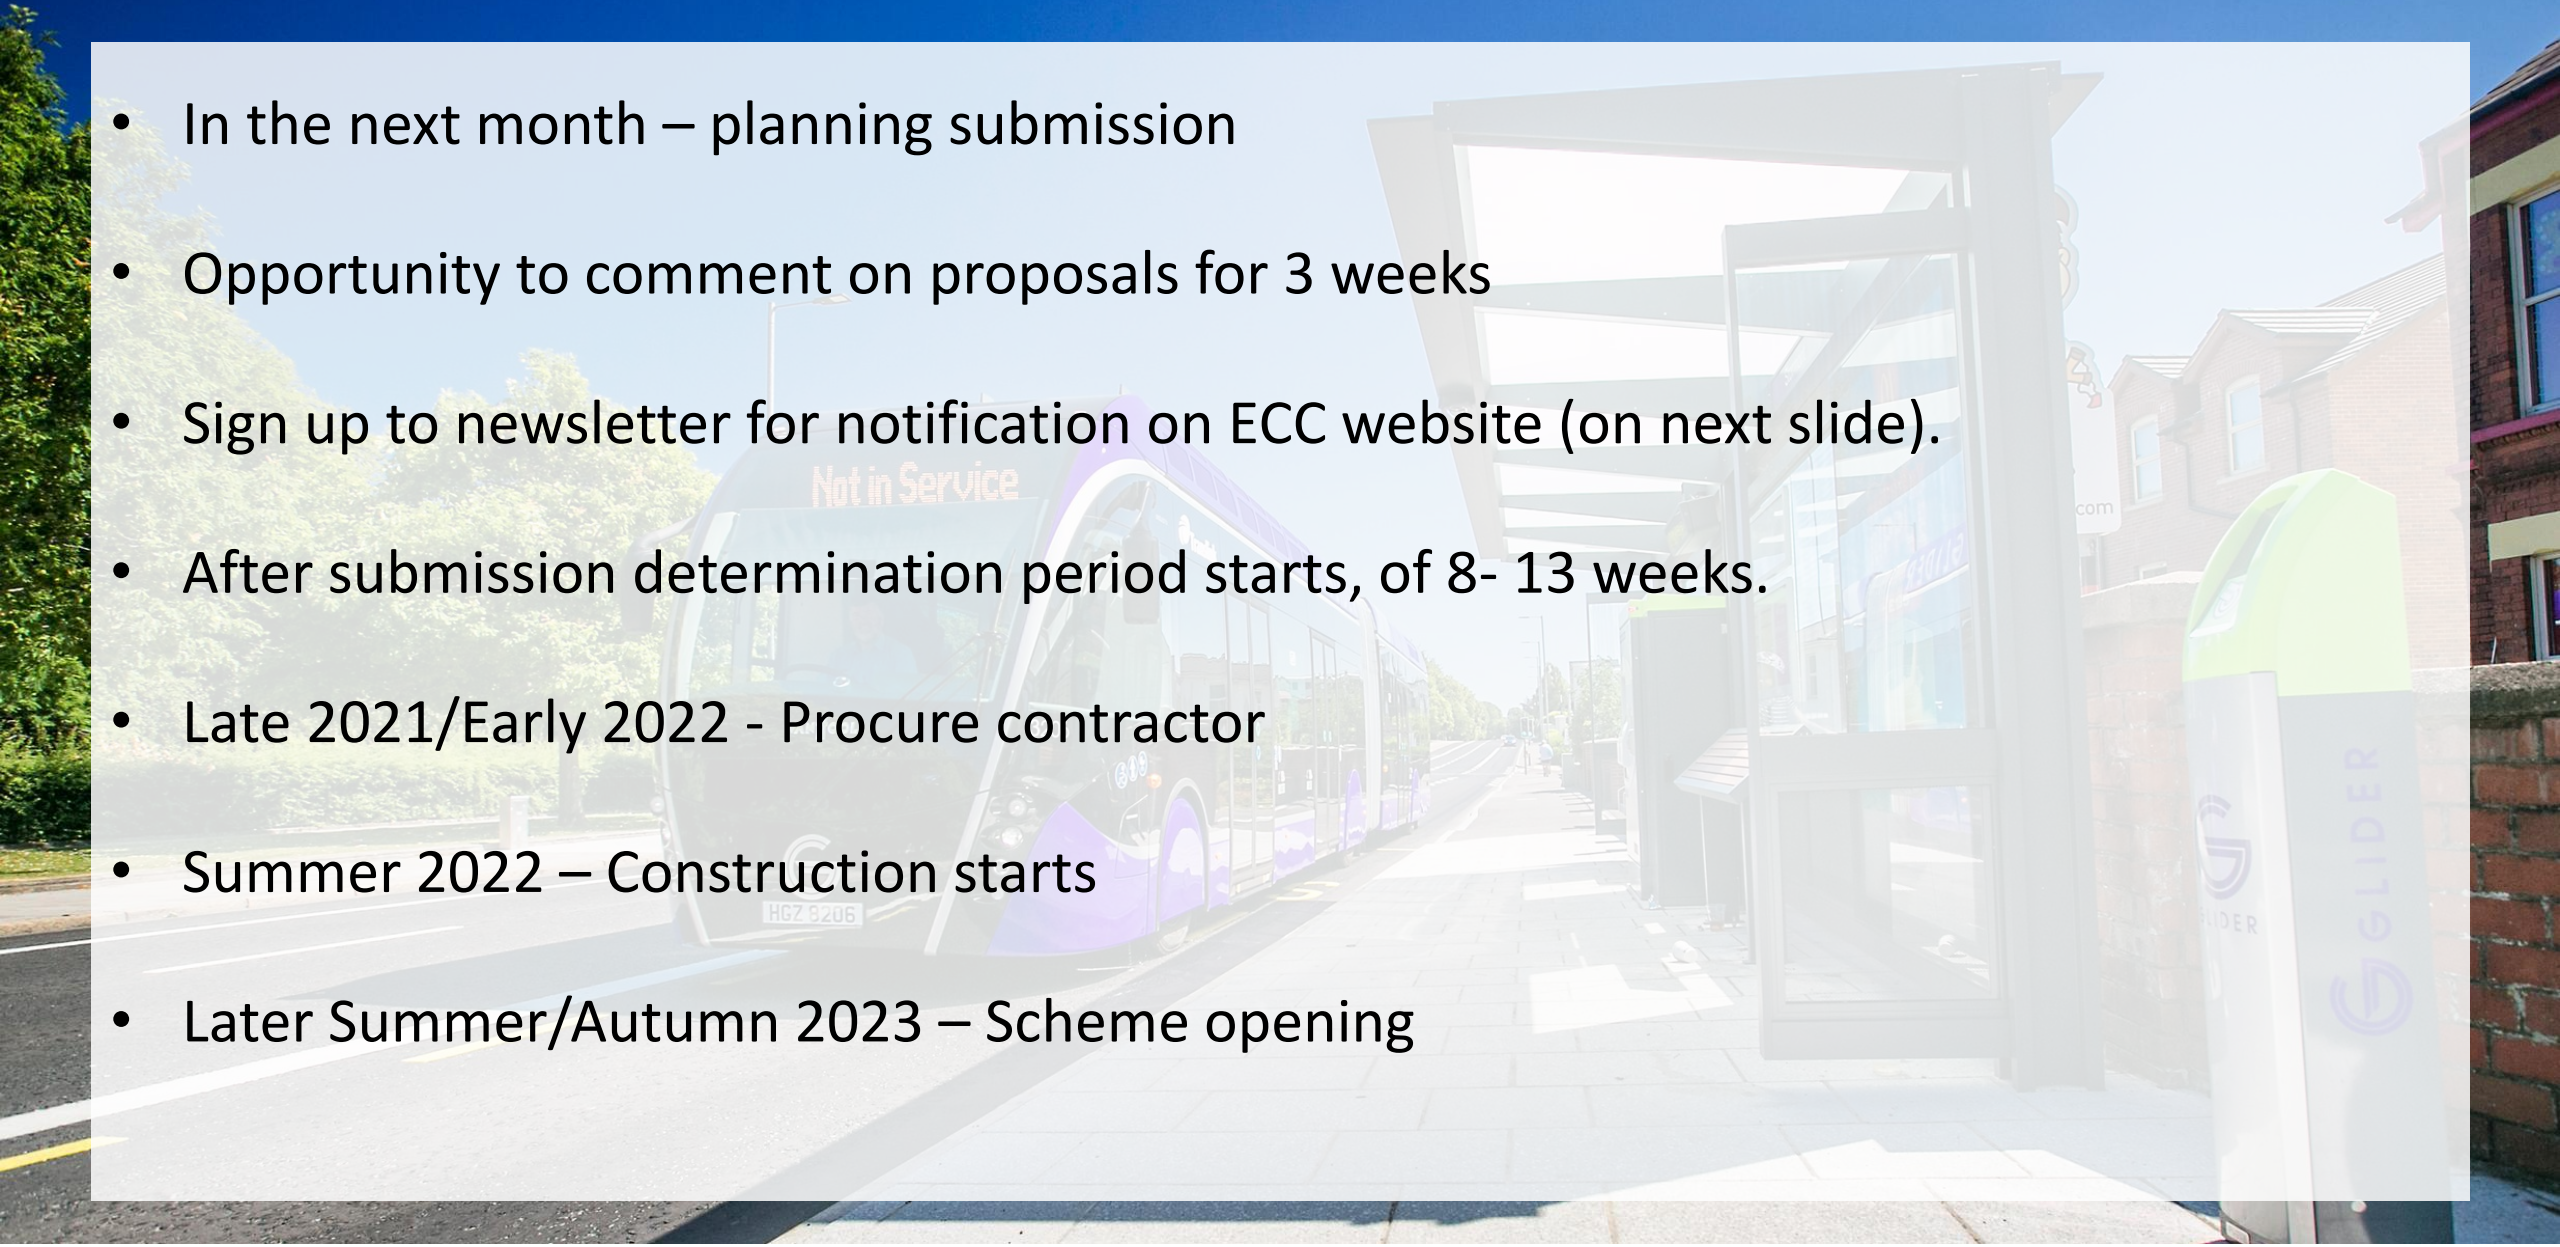 • In the next month – planning submission
• Opportunity to comment on proposals for 3 weeks
• Sign up to newsletter for notification on ECC website (on next slide).
Not in Service
• After submission determination period starts, of 8- 13 weeks.
• Late 2021/Early 2022 - Procure contractor
• Summer 2022 – Construction starts
HGZ 8206
• Later Summer/Autumn 2023 – Scheme opening
com
GLIDER
GLIDER